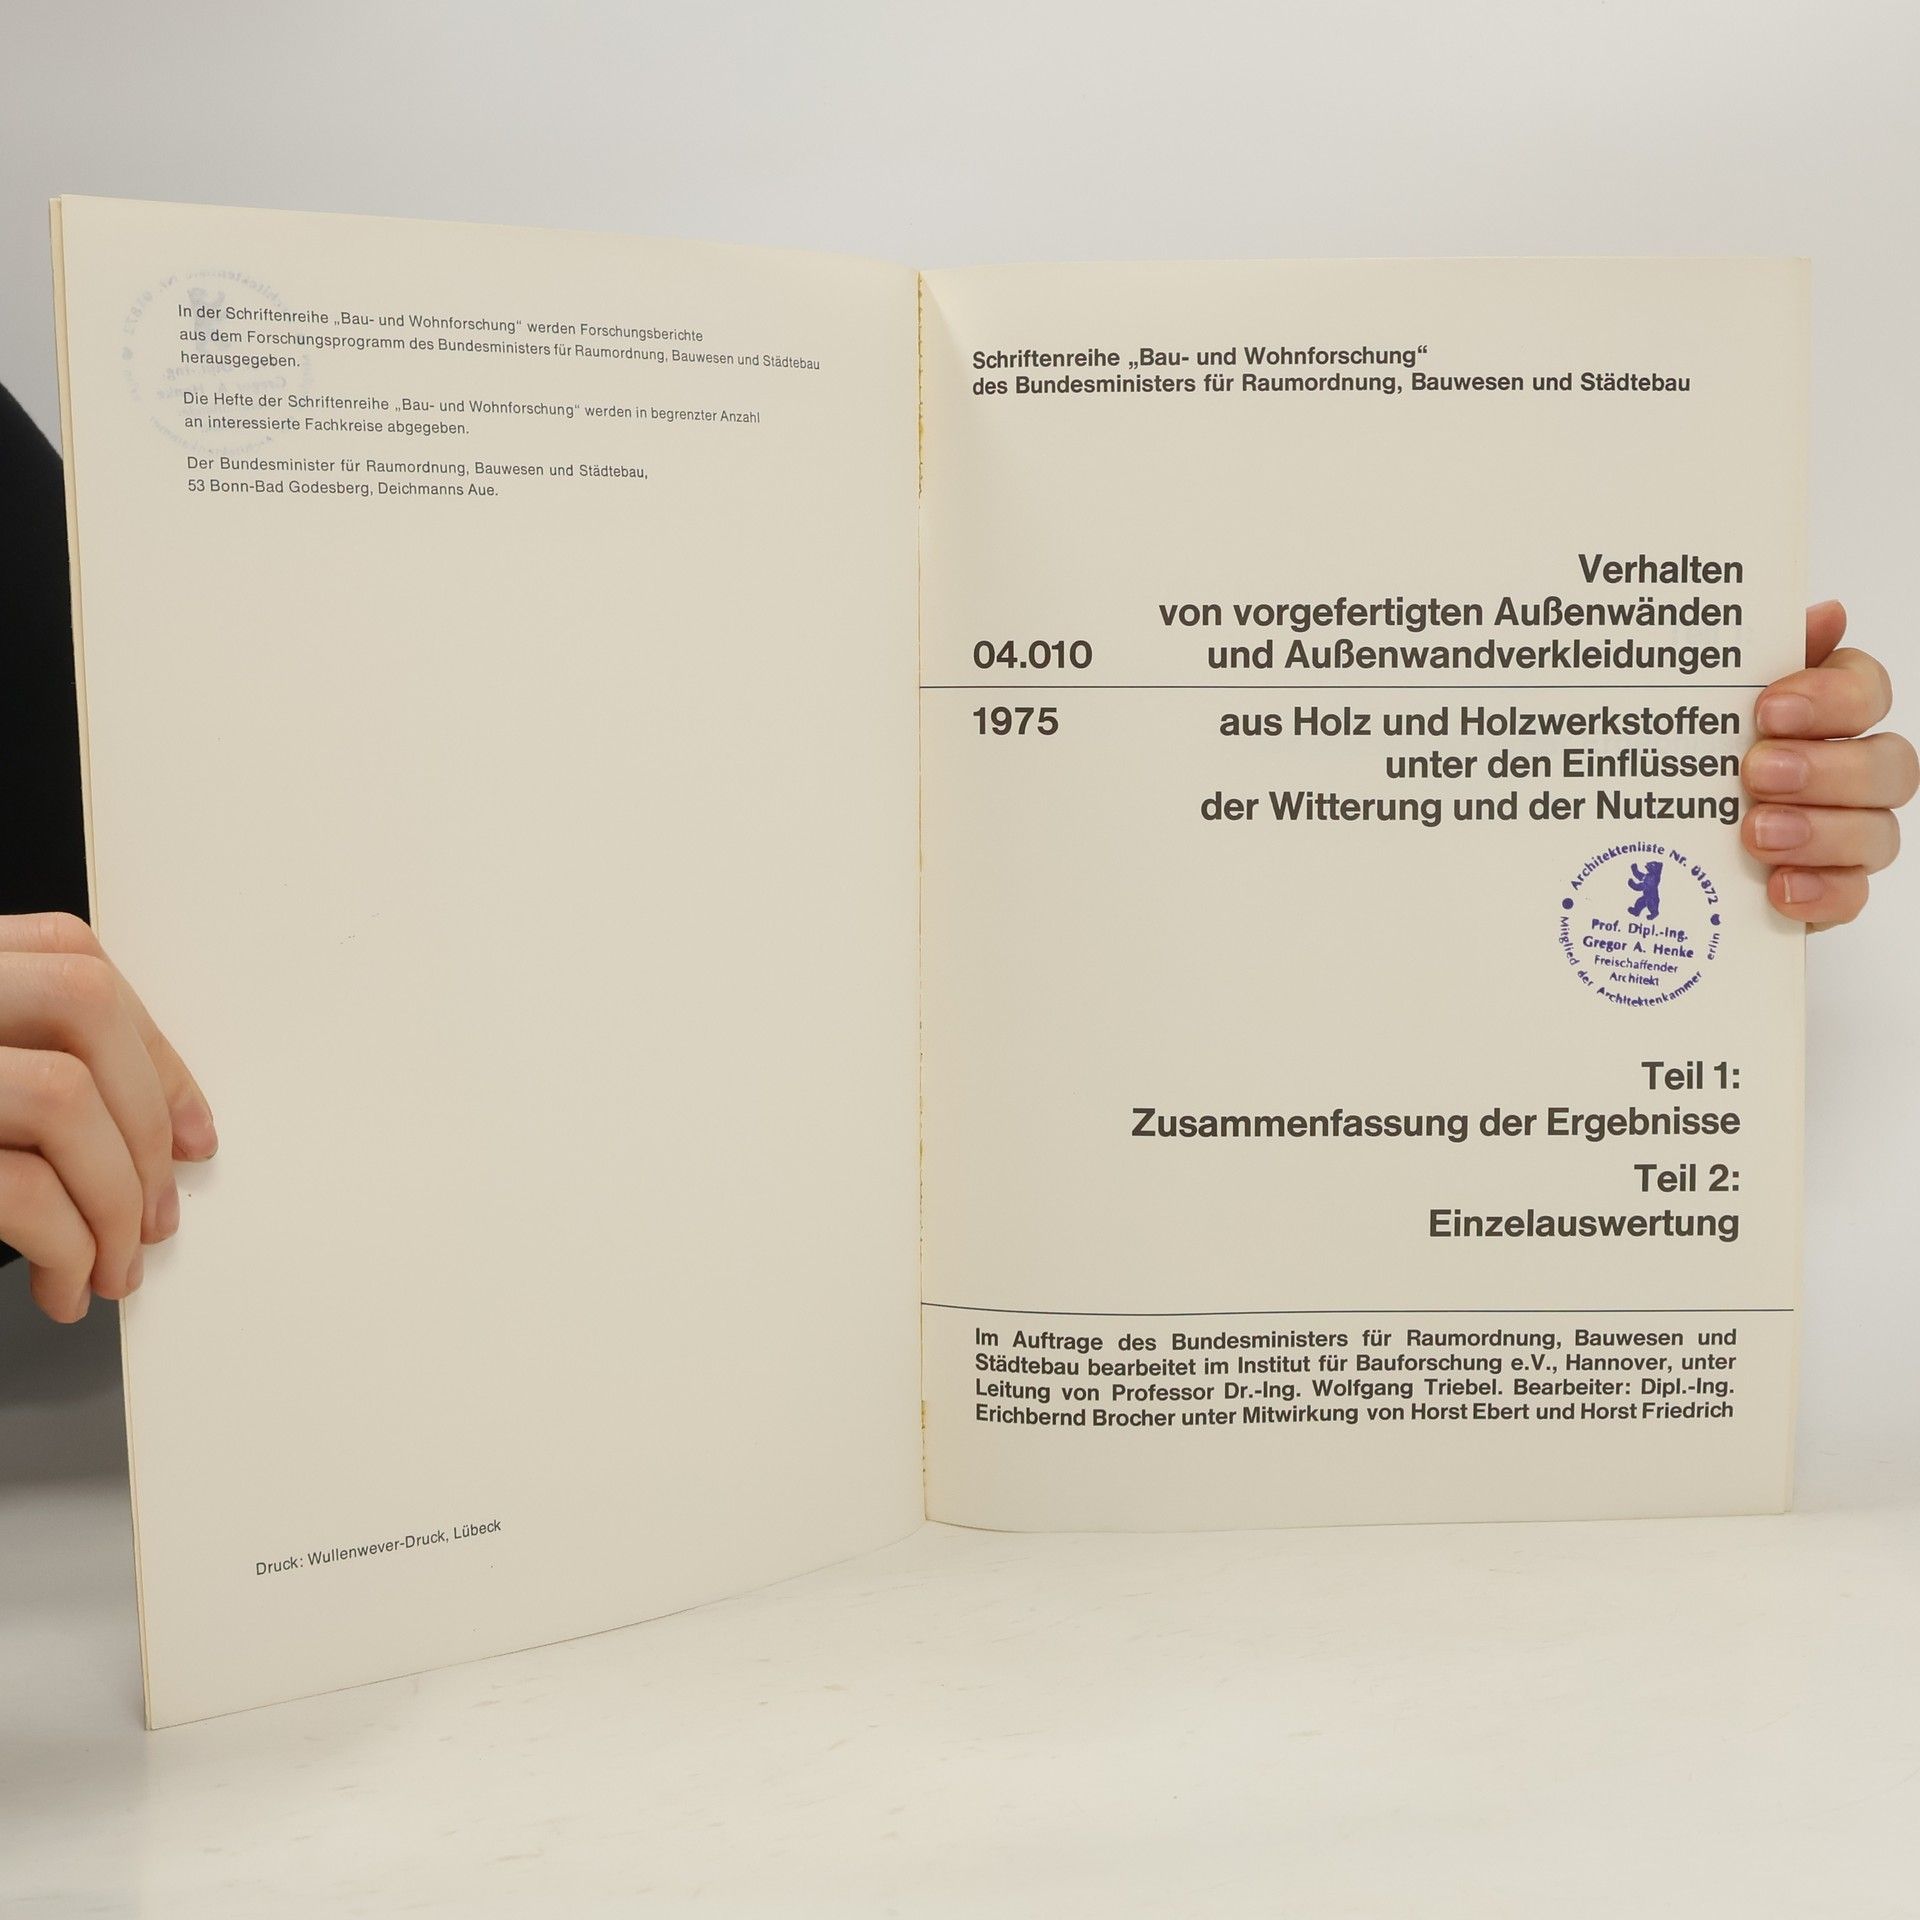 In der Schriftenreihe „Bau- und Wohnforschung“ werden Forschungsberichte
aus dem Forschungsprogramm des Bundesministers für Raumordnung, Bauwesen und Städtebau
herausgegeben.
Die Hefte der Schriftenreihe „Bau- und Wohnforschung“ werden in begrenzter Anzahl
an interessierte Fachkreise abgegeben.
Der Bundesminister für Raumordnung, Bauwesen und Städtebau,
53 Bonn-Bad Godesberg, Deichmanns Aue.
Druck: Wullenwever-Druck, Lübeck
Schriftenreihe „Bau- und Wohnforschung“
des Bundesministers für Raumordnung, Bauwesen und Städtebau
Verhalten
von vorgefertigten Außenwänden
04.010 und Außenwandverkleidungen
1975 aus Holz und Holzwerkstoffen
unter den Einflüssen
der Witterung und der Nutzung
Architektenliste Nr. 01872
Prof. Dipl.-Ing.
Gregor A. Henke
Freischaffender
Architekt
Mitglied der Architektenkammer erlin
Teil 1:
Zusammenfassung der Ergebnisse
Teil 2:
Einzelauswertung
Im Auftrage des Bundesministers für Raumordnung, Bauwesen und
Städtebau bearbeitet im Institut für Bauforschung e.V., Hannover, unter
Leitung von Professor Dr.-Ing. Wolfgang Triebel. Bearbeiter: Dipl.-Ing.
Erichbernd Brocher unter Mitwirkung von Horst Ebert und Horst Friedrich